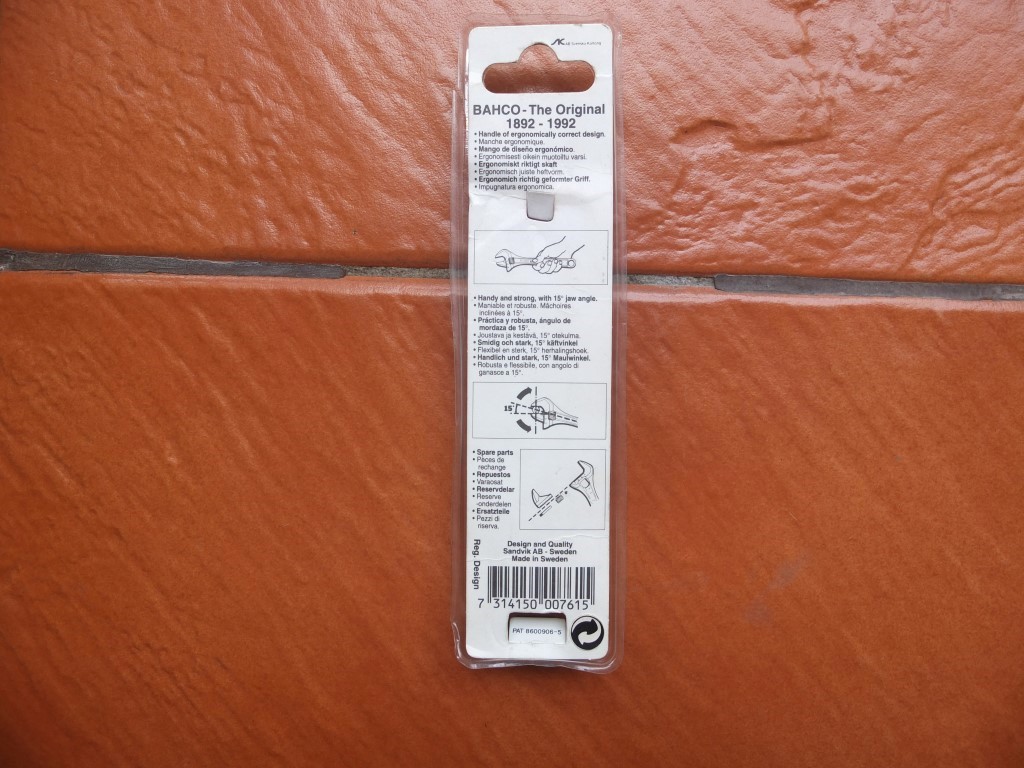 BAHCO - The Original
1892 - 1992
• Handle of ergonomically correct design.
• Manche ergonomique.
• Mango de diseño ergonómico.
• Ergonomisesti oikein muotoiltu varsi.
• Ergonomiskt riktigt skaft
• Ergonomisch juiste heftvorm.
• Ergonomich richtig geformter Griff.
• Impugnatura ergonomica.
• Handy and strong, with 15° jaw angle.
• Maniable et robuste. Mâchoires
inclinées à 15°.
• Práctica y robusta, ángulo de
mordaza de 15°.
• Joustava ja kestävä, 15° otekulma.
• Smidig och stark, 15° käftvinkel
• Flexibel en sterk, 15° herhalingshoek.
• Handlich und stark, 15° Maulwinkel.
• Robusta e flessibile, con angolo di
ganasce a 15°.
15°
• Spare parts
• Pèces de
rechange
• Repuestos
• Varaosat
• Reservdelar
• Reserve
-onderdelen
• Ersatzteile
• Pezzi di
riserva.
Reg. Design
Design and Quality
Sandvik AB - Sweden
Made in Sweden
7 314150 007615
PAT 8600906-5